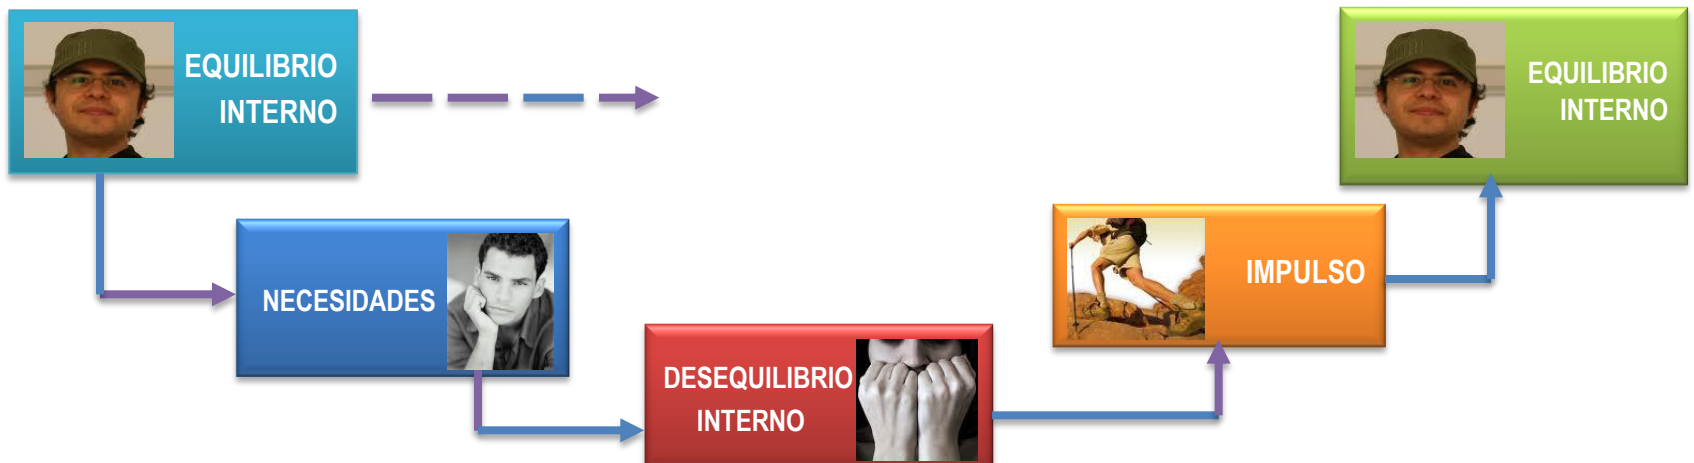 EQUILIBRIO
INTERNO
NECESIDADES
DESEQUILIBRIO
INTERNO
IMPULSO
EQUILIBRIO
INTERNO